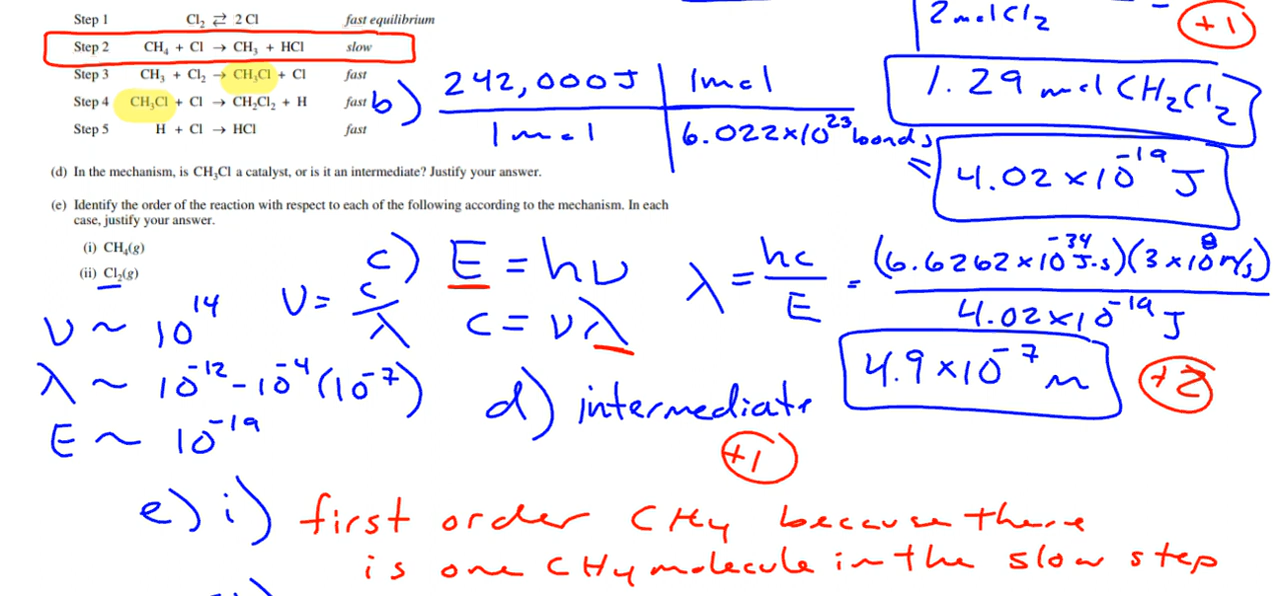 Step 1 Cl₂ ⇄ 2 Cl fast equilibrium
Step 2 CH₄ + Cl → CH₃ + HCl slow
Step 3 CH₃ + Cl₂ → CH₃Cl + Cl fast
Step 4 CH₃Cl + Cl → CH₂Cl₂ + H fast
Step 5 H + Cl → HCl fast
(d) In the mechanism, is CH₃Cl a catalyst, or is it an intermediate? Justify your answer.
(e) Identify the order of the reaction with respect to each of the following according to the mechanism. In each
case, justify your answer.
(i) CH₄(g)
(ii) Cl₂(g)
2 mol Cl₂
+1
1.29 mol CH₂Cl₂
b) 242,000 J | 1 mol
1 mol | 6.022×10²³ bonds
= 4.02 ×10⁻¹⁹ J
c) E = hν
ν = c/λ c = νλ
λ = hc/E = (6.6262×10⁻³⁴ J·s)(3×10⁸ m/s)
4.02×10⁻¹⁹ J
4.9×10⁻⁷ m
+2
ν ~ 10¹⁴
λ ~ 10⁻¹² - 10⁻⁴ (10⁻⁷)
E ~ 10⁻¹⁹
d) intermediate
+1
e) i) first order CH₄ because there
is one CH₄ molecule in the slow step